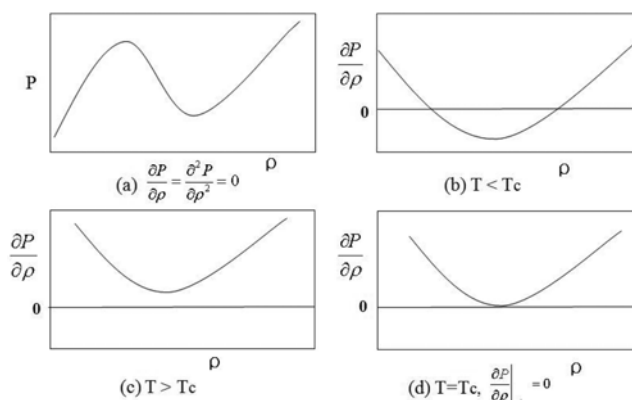 P
ρ
(a) ∂P/∂ρ = ∂²P/∂ρ² = 0
∂P/∂ρ
0
ρ
(b) T < Tc
∂P/∂ρ
0
ρ
(c) T > Tc
∂P/∂ρ
0
ρ
(d) T=Tc, ∂P/∂ρ| = 0